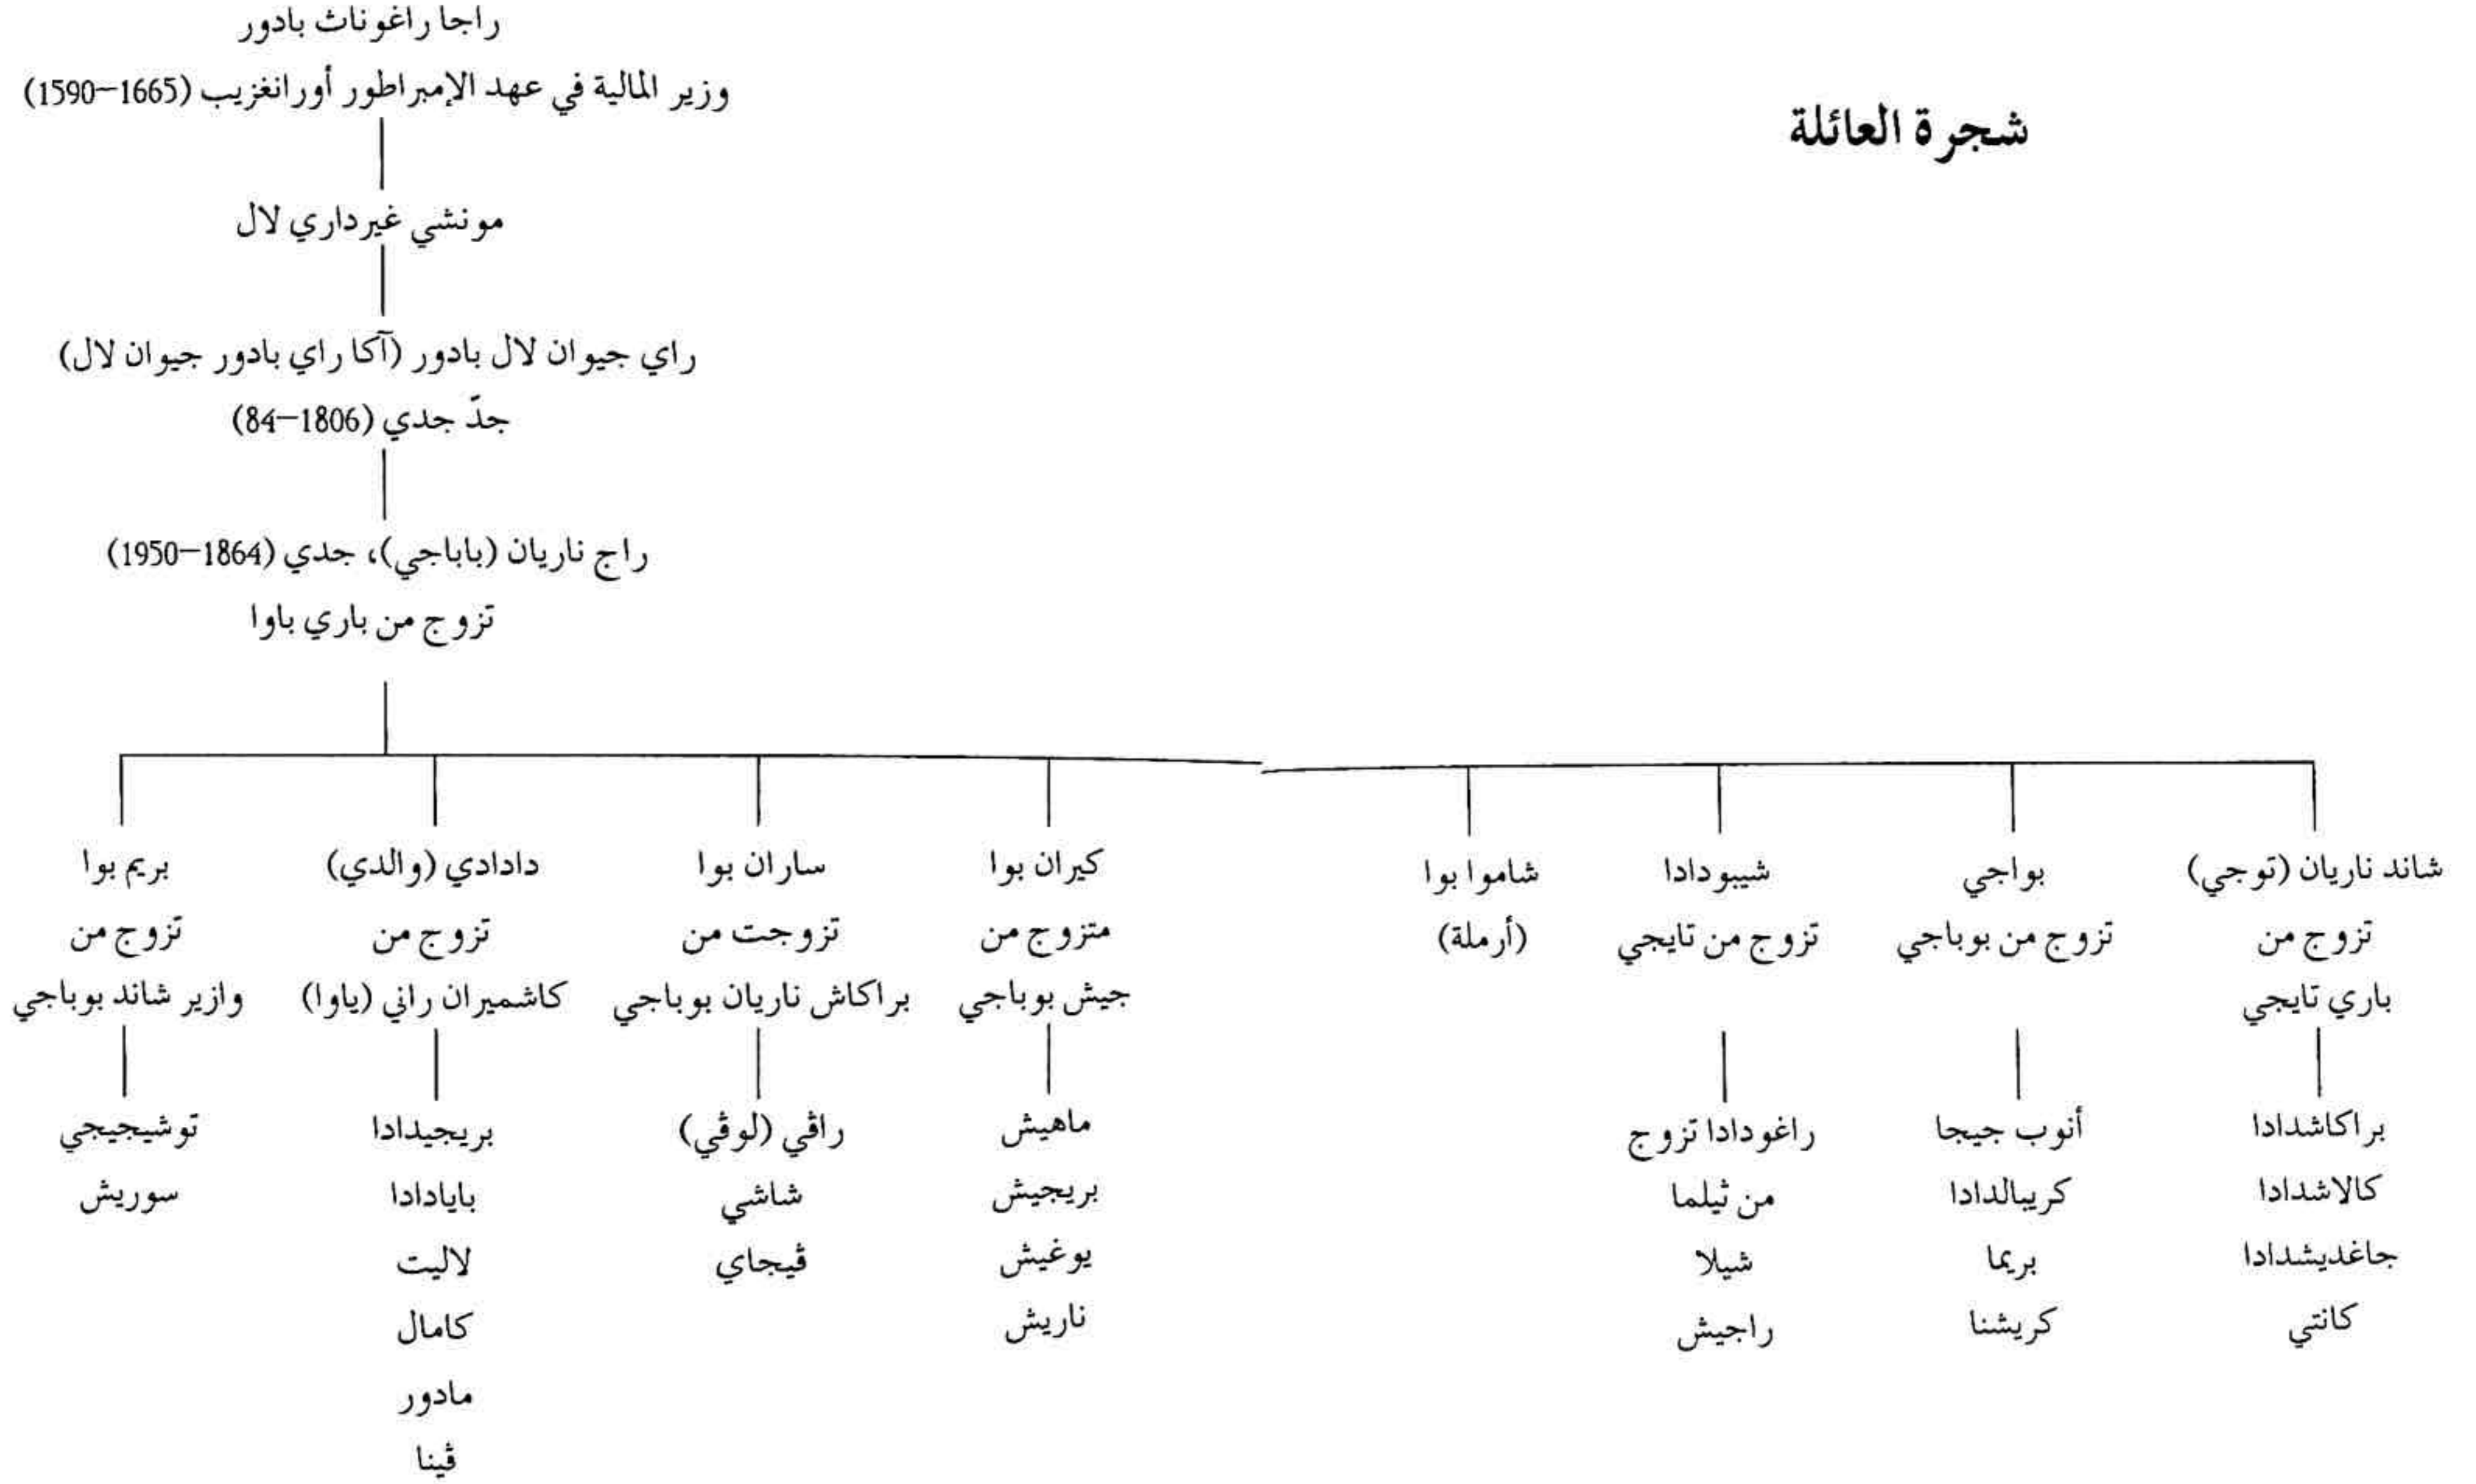 شجرة العائلة
راجا راغوناث بادور
وزير المالية في عهد الإمبراطور أورانغزيب (1590–1665)
مونشي غيرداري لال
راي جيوان لال بادور (آكا راي بادور جيوان لال)
جدّ جدي (1806–84)
راج ناريان (باباجي)، جدي (1864–1950)
تزوج من باري باوا
شاند ناريان (توجي)
تزوج من
باري تايجي
براكاشدادا
كالاشدادا
جاغديشدادا
كانتي
بواجي
تزوج من بوباجي
أنوب جيجا
كريبالدادا
بريما
كريشنا
شيبودادا
تزوج من تايجي
راغودادا تزوج
من ثيلما
شيلا
راجيش
شاموا بوا
(أرملة)
كيران بوا
متزوج من
جيش بوباجي
ماهيش
بريجيش
يوغيش
ناريش
ساران بوا
تزوجت من
براكاش ناريان بوباجي
راڤي (لوڤي)
شاشي
ڤيجاي
دادادي (والدي)
تزوج من
كاشميران راني (ياوا)
بريجيدادا
بايادادا
لاليت
كامال
مادور
ڤينا
بريم بوا
تزوج من
وازير شاند بوباجي
توشيجيجي
سوريش